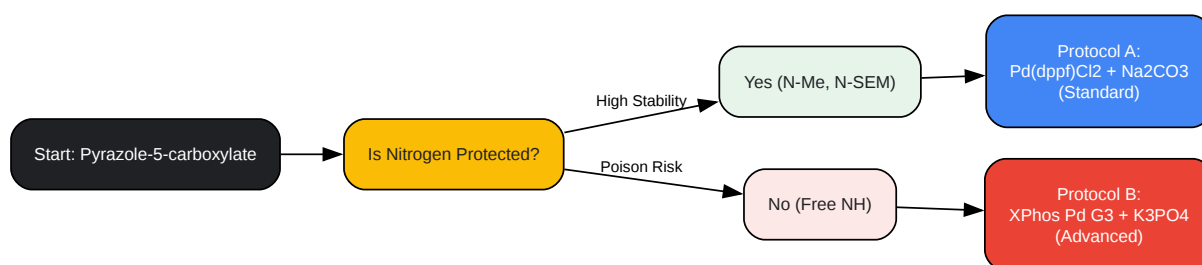 Start: Pyrazole-5-carboxylate
Is Nitrogen Protected?
High Stability
Yes (N-Me, N-SEM)
Protocol A:
Pd(dppf)Cl2 + Na2CO3
(Standard)
Poison Risk
No (Free NH)
Protocol B:
XPhos Pd G3 + K3PO4
(Advanced)